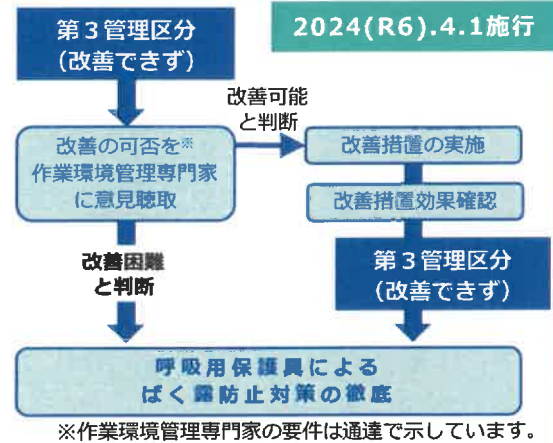 第３管理区分
（改善できず）
2024(R6).4.1施行
改善可能
と判断
改善の可否を※
作業環境管理専門家
に意見聴取
改善措置の実施
改善措置効果確認
改善困難
と判断
第３管理区分
（改善できず）
呼吸用保護具による
ばく露防止対策の徹底
※作業環境管理専門家の要件は通達で示しています。